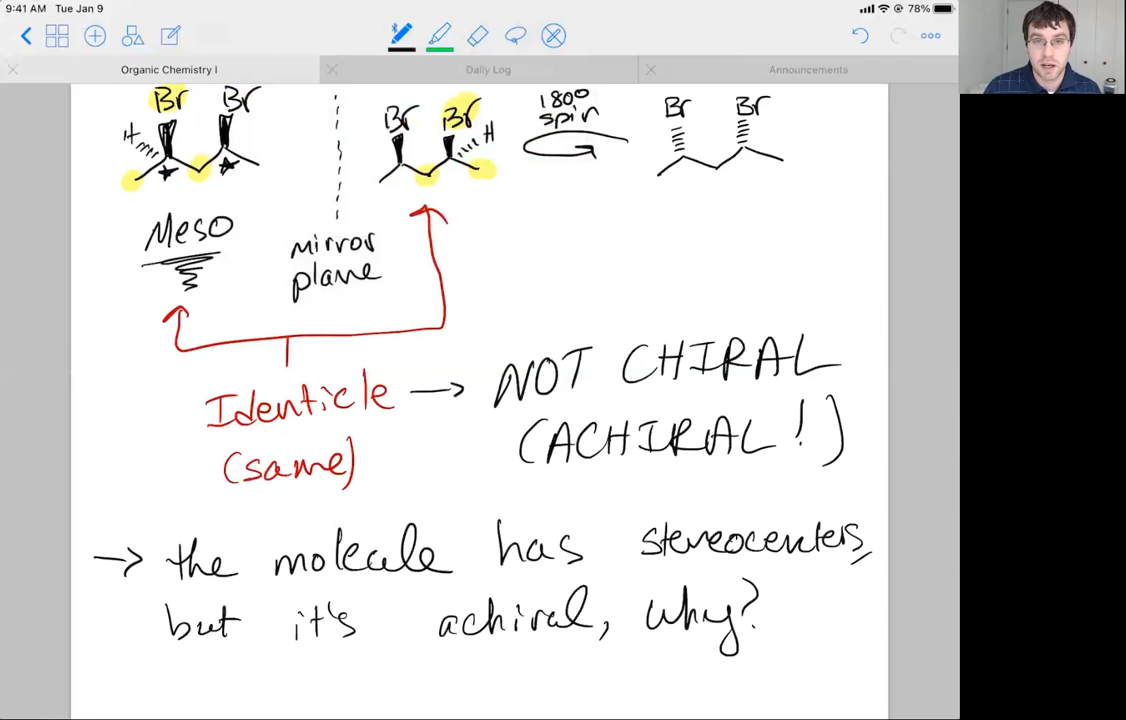 9:41 AM Tue Jan 9
78%
Organic Chemistry I
Daily Log
Announcements
Br Br
H
Br Br
H
1800
spin
Br Br
Meso
mirror
plane
Identicle → NOT CHIRAL
(same) (ACHIRAL!)
→ the molecule has stereocenters,
but it's achiral, why?